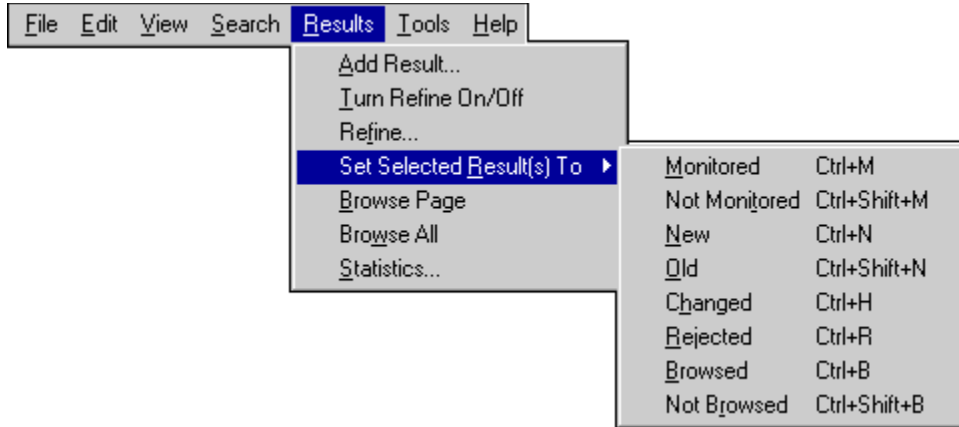 File Edit View Search Results Tools Help
Add Result...
Turn Refine On/Off
Refine...
Set Selected Result(s) To
Browse Page
Browse All
Statistics...
Monitored Ctrl+M
Not Monitored Ctrl+Shift+M
New Ctrl+N
Old Ctrl+Shift+N
Changed Ctrl+H
Rejected Ctrl+R
Browsed Ctrl+B
Not Browsed Ctrl+Shift+B